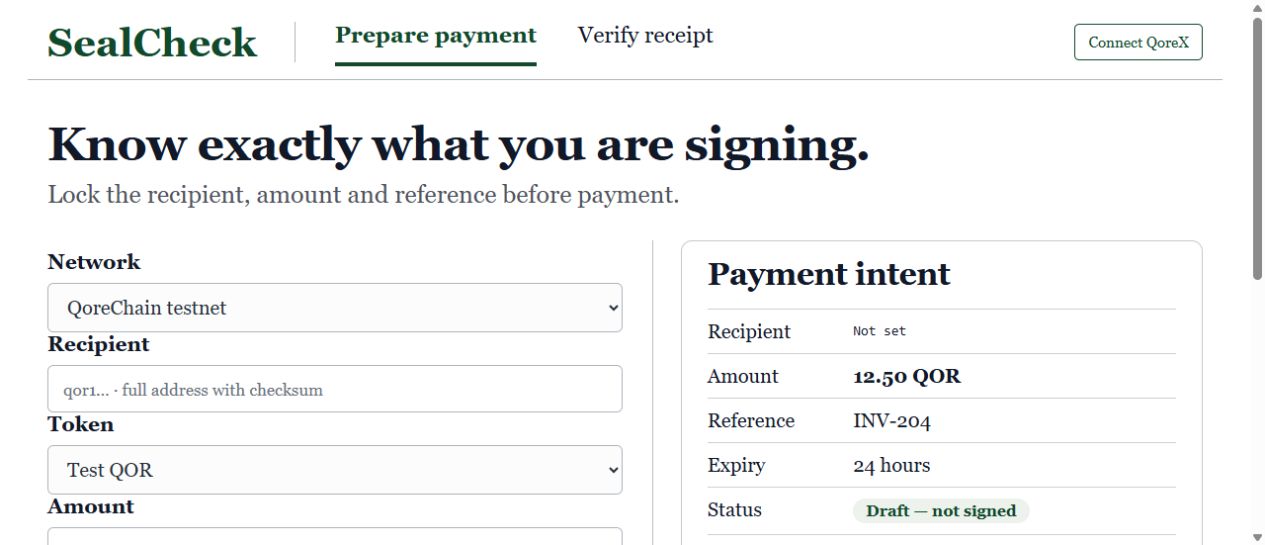 SealCheck
Prepare payment
Verify receipt
Connect QoreX
Know exactly what you are signing.
Lock the recipient, amount and reference before payment.
Network
QoreChain testnet
Recipient
qor1... · full address with checksum
Token
Test QOR
Amount
Payment intent
Recipient Not set
Amount 12.50 QOR
Reference INV-204
Expiry 24 hours
Status Draft — not signed